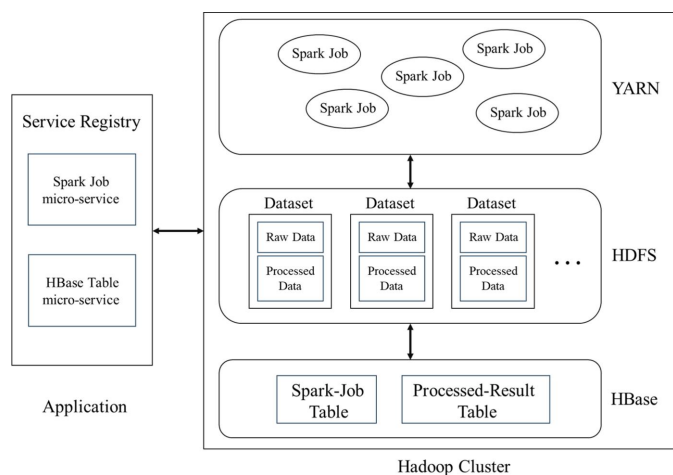 Service Registry
Spark Job
micro-service
HBase Table
micro-service
Application
Spark Job
Spark Job
Spark Job
Spark Job
Spark Job
YARN
Dataset
Dataset
Dataset
Raw Data
Raw Data
Raw Data
Processed
Data
Processed
Data
Processed
Data
...
HDFS
Spark-Job
Table
Processed-Result
Table
HBase
Hadoop Cluster